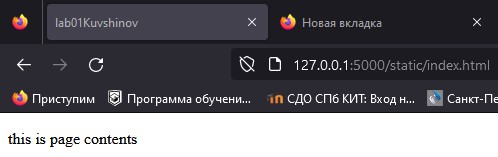 lab01Kuvshinov Новая вкладка
127.0.0.1:5000/static/index.html
Приступим Программа обучени... СДО СПб КИТ: Вход н... Санкт-Пе
this is page contents